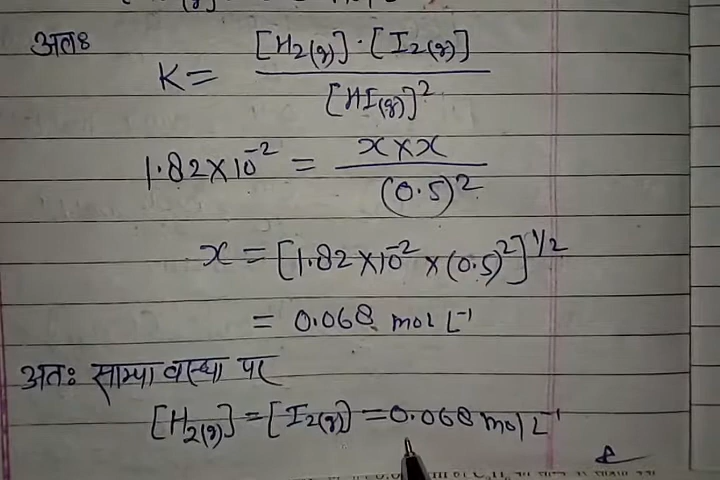 अतः
K = [H₂(g)]·[I₂(g)] / [HI(g)]²
1.82×10⁻² = x×x / (0.5)²
x = [1.82×10⁻² × (0.5)²]^1/2
= 0.068 mol L⁻¹
अतः साम्यावस्था पर
[H₂(g)] = [I₂(g)] = 0.068 mol L⁻¹